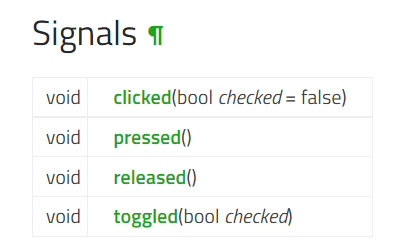 Signals ¶
void clicked(bool checked = false)
void pressed()
void released()
void toggled(bool checked)